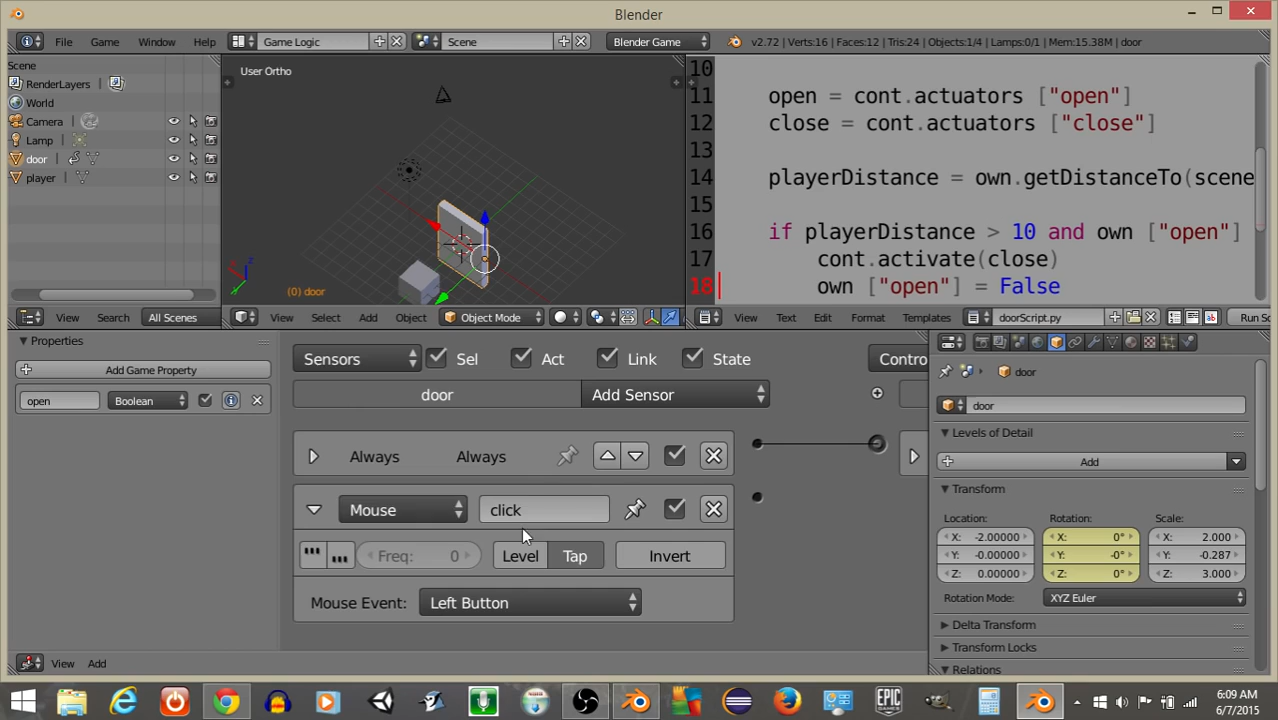 Blender
File Game Window Help Game Logic Scene Blender Game v2.72 | Verts:16 | Faces:12 | Tris:24 | Objects:1/4 | Lamps:0/1 | Mem:15.38M | door
Scene
RenderLayers
World
Camera
Lamp
door
player
View Search All Scenes
User Ortho
(0) door
View Select Add Object Object Mode
10
11 open = cont.actuators ["open"]
12 close = cont.actuators ["close"]
13
14 playerDistance = own.getDistanceTo(scene
15
16 if playerDistance > 10 and own ["open"]
17 cont.activate(close)
18 own ["open"] = False
View Text Edit Format Templates doorScript.py Run Sc
Properties
Add Game Property
open Boolean
Sensors Sel Act Link State Contro
door Add Sensor
Always Always
Mouse click
Freq: 0 Level Tap Invert
Mouse Event: Left Button
View Add
door
door
Levels of Detail
Add
Transform
Location: Rotation: Scale:
X: -2.00000 X: 0° X: 2.000
Y: -0.00000 Y: -0° Y: -0.287
Z: 0.00000 Z: 0° Z: 3.000
Rotation Mode: XYZ Euler
Delta Transform
Transform Locks
Relations
EPIC GAMES
6:09 AM
6/7/2015